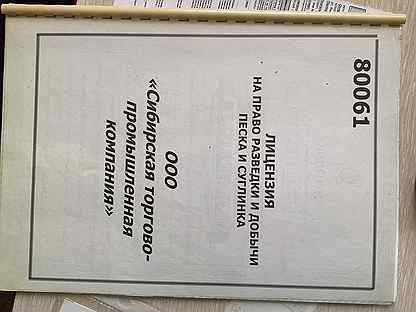 80061
ЛИЦЕНЗИЯ
НА ПРАВО РАЗВЕДКИ И ДОБЫЧИ
ПЕСКА И СУГЛИНКА
ООО
«Сибирская торгово-
промышленная
компания»